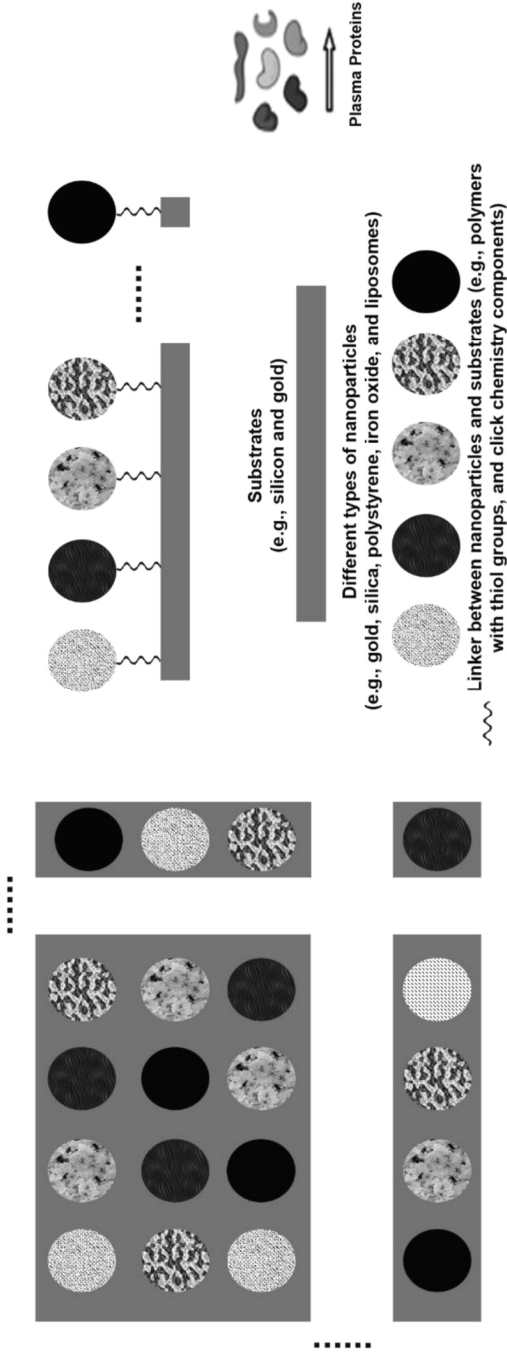 Plasma Proteins
Substrates
(e.g., silicon and gold)
Different types of nanoparticles
(e.g., gold, silica, polystyrene, iron oxide, and liposomes)
Linker between nanoparticles and substrates (e.g., polymers
with thiol groups, and click chemistry components)